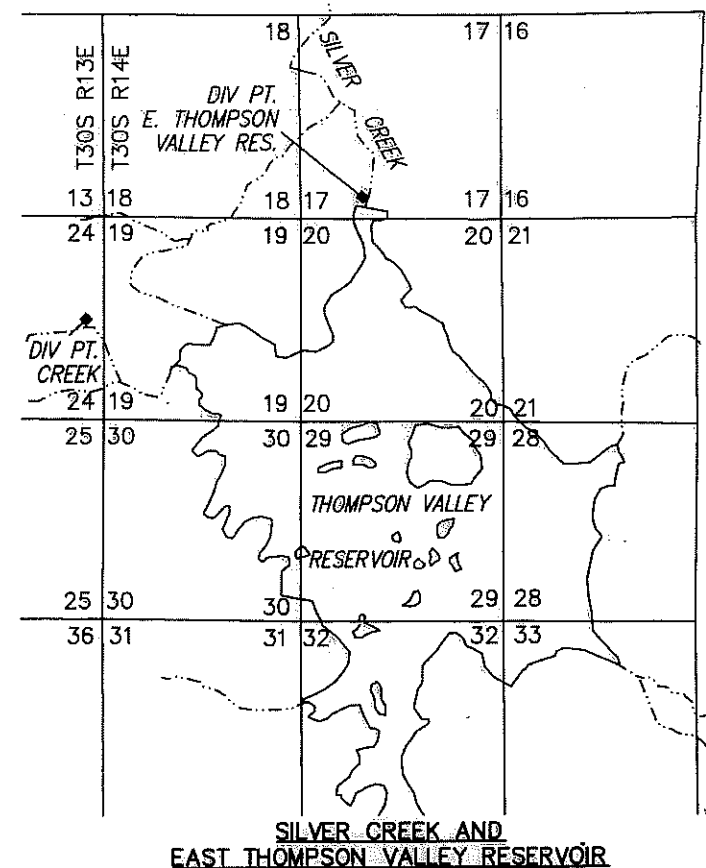 18
17 16
SILVER
CREEK
T30S R13E
T30S R14E
DIV PT.
E. THOMPSON
VALLEY RES.
13 18
18 17
17 16
24 19
19 20
20 21
DIV PT.
CREEK
24 19
19 20
20 21
25 30
30 29
29 28
THOMPSON VALLEY
RESERVOIR
25 30
30
29 28
36 31
31 32
32 33
SILVER CREEK AND
EAST THOMPSON VALLEY RESERVOIR